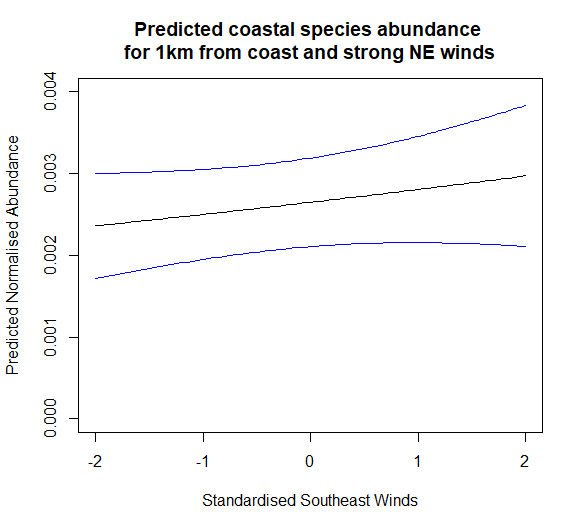 Predicted coastal species abundance
for 1km from coast and strong NE winds
Predicted Normalised Abundance
0.004
0.003
0.002
0.001
0.000
-2
-1
0
1
2
Standardised Southeast Winds